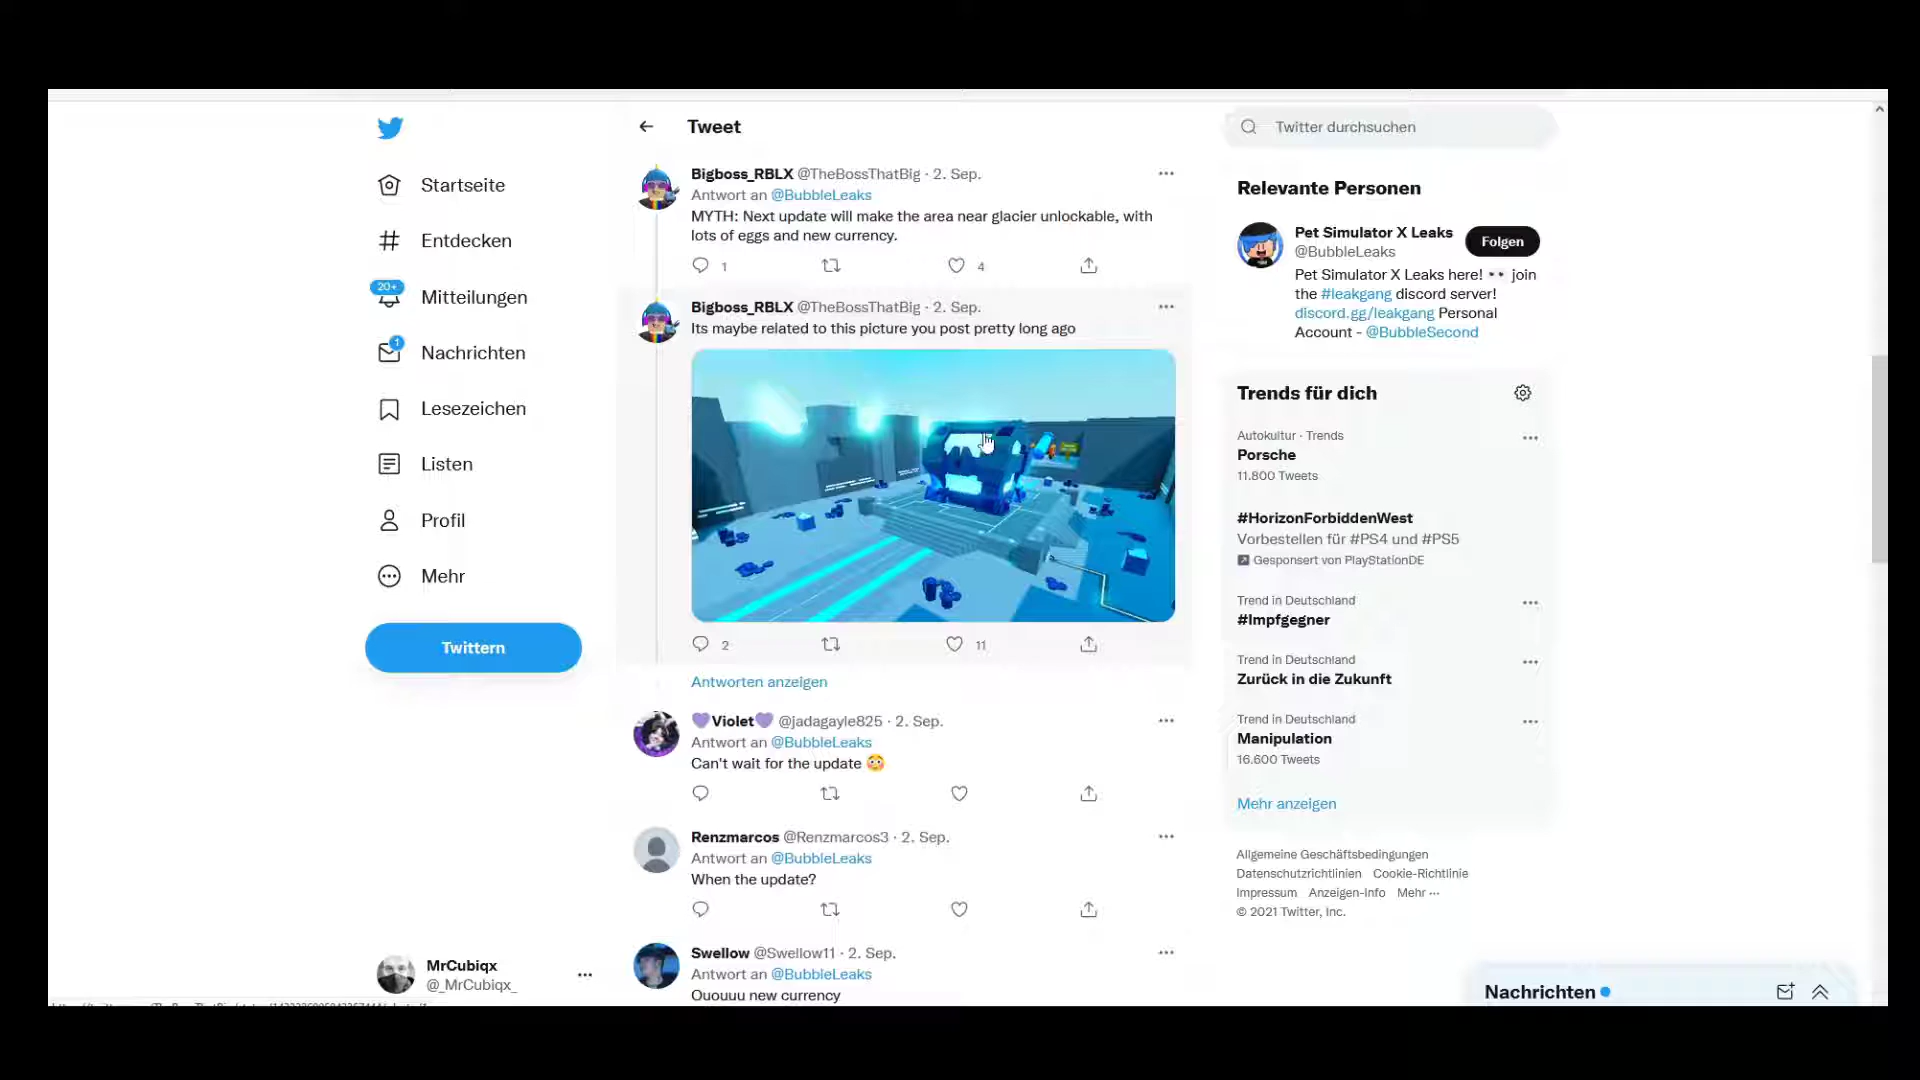 Tweet
Twitter durchsuchen
Startseite
Entdecken
20+
Mitteilungen
1
Nachrichten
Lesezeichen
Listen
Profil
Mehr
Twittern
MrCubiqx
@_MrCubiqx_
Bigboss_RBLX @TheBossThatBig · 2. Sep.
Antwort an @BubbleLeaks
MYTH: Next update will make the area near glacier unlockable, with
lots of eggs and new currency.
1
4
Bigboss_RBLX @TheBossThatBig · 2. Sep.
Its maybe related to this picture you post pretty long ago
2
11
Antworten anzeigen
💜Violet💜 @jadagayle825 · 2. Sep.
Antwort an @BubbleLeaks
Can't wait for the update 😳
Renzmarcos @Renzmarcos3 · 2. Sep.
Antwort an @BubbleLeaks
When the update?
Swellow @Swellow11 · 2. Sep.
Antwort an @BubbleLeaks
Ououuu new currency
Relevante Personen
Pet Simulator X Leaks
@BubbleLeaks
Folgen
Pet Simulator X Leaks here! 👀 join
the #leakgang discord server!
discord.gg/leakgang Personal
Account - @BubbleSecond
Trends für dich
Autokultur · Trends
Porsche
11.800 Tweets
#HorizonForbiddenWest
Vorbestellen für #PS4 und #PS5
Gesponsert von PlayStationDE
Trend in Deutschland
#Impfgegner
Trend in Deutschland
Zurück in die Zukunft
Trend in Deutschland
Manipulation
16.600 Tweets
Mehr anzeigen
Allgemeine Geschäftsbedingungen
Datenschutzrichtlinien Cookie-Richtlinie
Impressum Anzeigen-Info Mehr ···
© 2021 Twitter, Inc.
Nachrichten